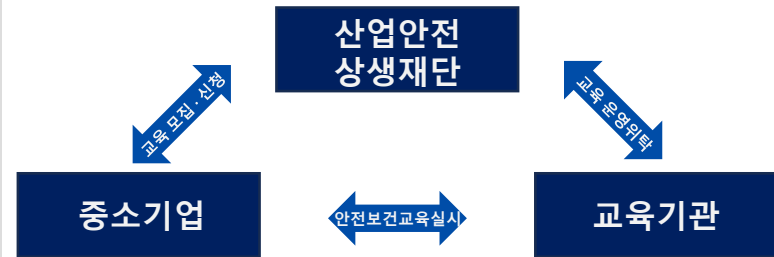 산업안전
상생재단
교육 모집 · 신청
교육 운영위탁
중소기업
안전보건교육실시
교육기관